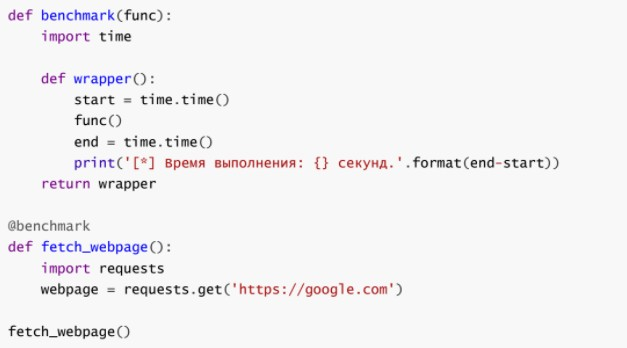 def benchmark(func):
    import time

    def wrapper():
        start = time.time()
        func()
        end = time.time()
        print('[*] Время выполнения: {} секунд.'.format(end-start))
    return wrapper

@benchmark
def fetch_webpage():
    import requests
    webpage = requests.get('https://google.com')

fetch_webpage()